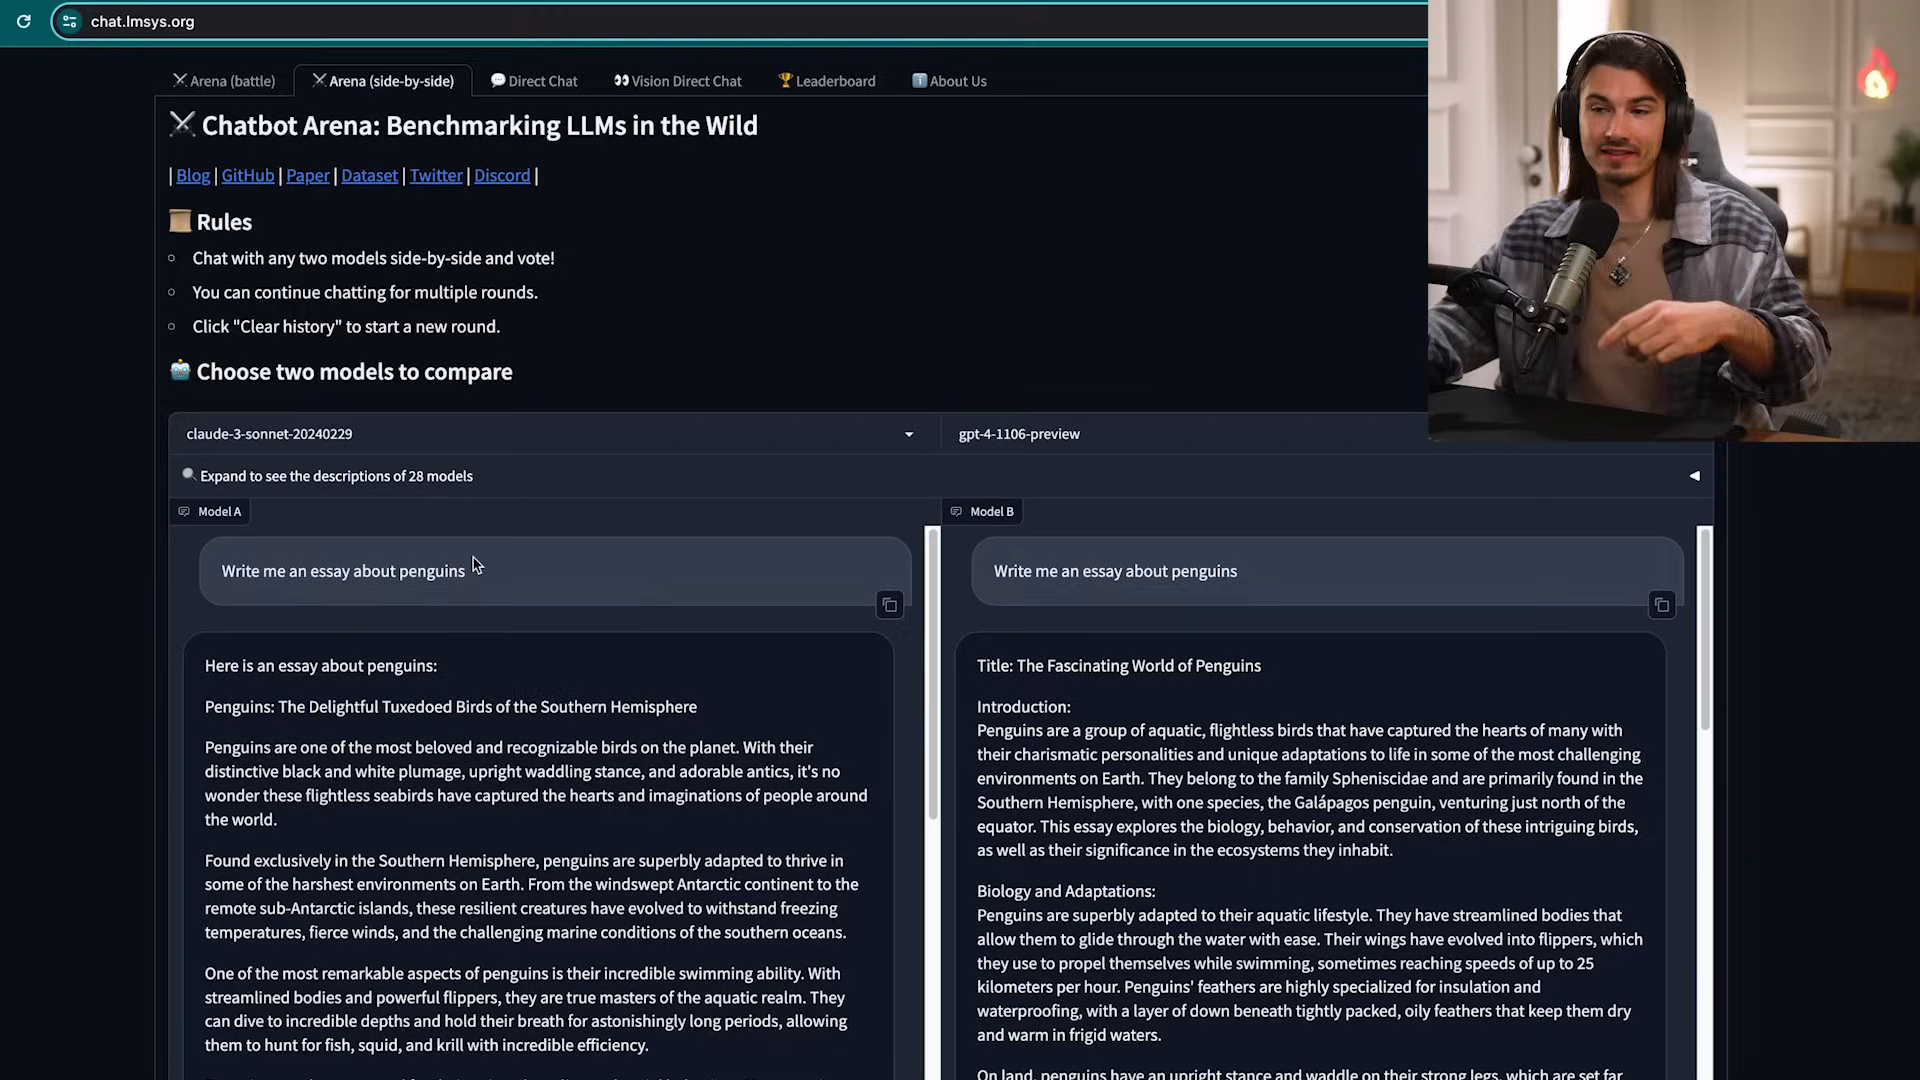 chat.lmsys.org
Arena (battle)
Arena (side-by-side)
Direct Chat
Vision Direct Chat
Leaderboard
About Us
Chatbot Arena: Benchmarking LLMs in the Wild
| Blog | GitHub | Paper | Dataset | Twitter | Discord |
Rules
Chat with any two models side-by-side and vote!
You can continue chatting for multiple rounds.
Click "Clear history" to start a new round.
Choose two models to compare
claude-3-sonnet-20240229
gpt-4-1106-preview
Expand to see the descriptions of 28 models
Model A
Write me an essay about penguins
Here is an essay about penguins:
Penguins: The Delightful Tuxedoed Birds of the Southern Hemisphere
Penguins are one of the most beloved and recognizable birds on the planet. With their
distinctive black and white plumage, upright waddling stance, and adorable antics, it's no
wonder these flightless seabirds have captured the hearts and imaginations of people around
the world.
Found exclusively in the Southern Hemisphere, penguins are superbly adapted to thrive in
some of the harshest environments on Earth. From the windswept Antarctic continent to the
remote sub-Antarctic islands, these resilient creatures have evolved to withstand freezing
temperatures, fierce winds, and the challenging marine conditions of the southern oceans.
One of the most remarkable aspects of penguins is their incredible swimming ability. With
streamlined bodies and powerful flippers, they are true masters of the aquatic realm. They
can dive to incredible depths and hold their breath for astonishingly long periods, allowing
them to hunt for fish, squid, and krill with incredible efficiency.
Model B
Write me an essay about penguins
Title: The Fascinating World of Penguins
Introduction:
Penguins are a group of aquatic, flightless birds that have captured the hearts of many with
their charismatic personalities and unique adaptations to life in some of the most challenging
environments on Earth. They belong to the family Spheniscidae and are primarily found in the
Southern Hemisphere, with one species, the Galápagos penguin, venturing just north of the
equator. This essay explores the biology, behavior, and conservation of these intriguing birds,
as well as their significance in the ecosystems they inhabit.
Biology and Adaptations:
Penguins are superbly adapted to their aquatic lifestyle. They have streamlined bodies that
allow them to glide through the water with ease. Their wings have evolved into flippers, which
they use to propel themselves while swimming, sometimes reaching speeds of up to 25
kilometers per hour. Penguins' feathers are highly specialized for insulation and
waterproofing, with a layer of down beneath tightly packed, oily feathers that keep them dry
and warm in frigid waters.
On land, penguins have an upright stance and waddle on their strong legs, which are set far